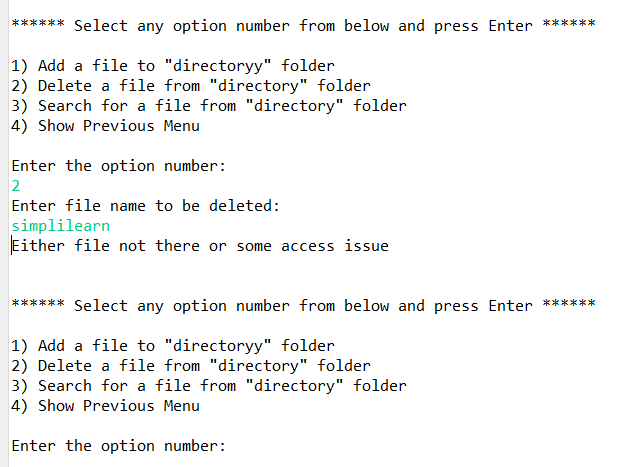 ****** Select any option number from below and press Enter ******
1) Add a file to "directoryy" folder
2) Delete a file from "directory" folder
3) Search for a file from "directory" folder
4) Show Previous Menu
Enter the option number:
2
Enter file name to be deleted:
simplilearn
Either file not there or some access issue
****** Select any option number from below and press Enter ******
1) Add a file to "directoryy" folder
2) Delete a file from "directory" folder
3) Search for a file from "directory" folder
4) Show Previous Menu
Enter the option number: